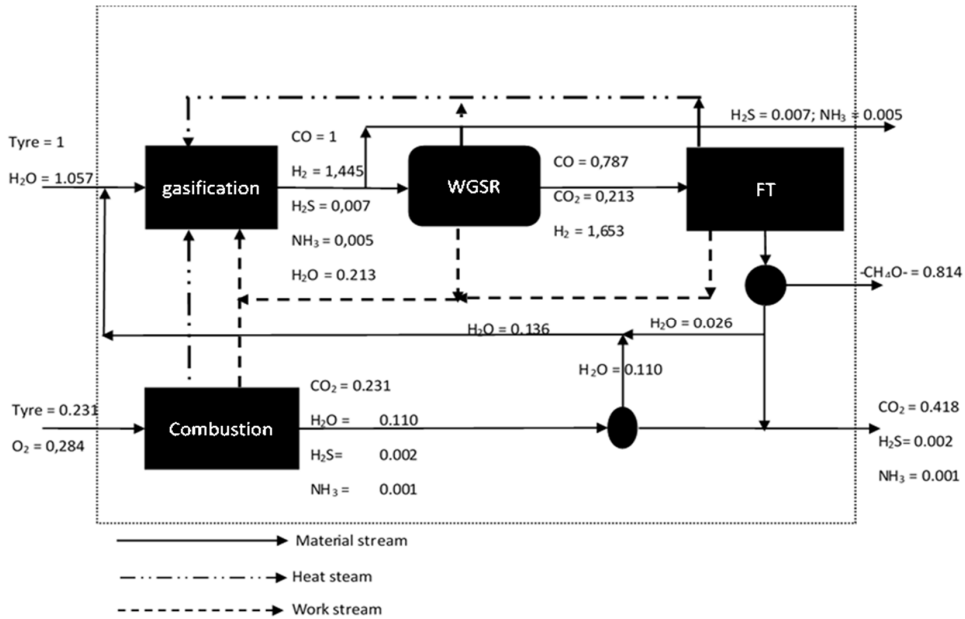 H₂S = 0.007; NH₃ = 0.005
Tyre = 1
H₂O = 1.057
gasification
CO = 1
H₂ = 1,445
H₂S = 0,007
NH₃ = 0,005
H₂O = 0.213
WGSR
CO = 0,787
CO₂ = 0,213
H₂ = 1,653
FT
-CH₄O- = 0.814
H₂O = 0.136
H₂O = 0.026
H₂O = 0.110
Tyre = 0.231
O₂ = 0,284
Combustion
CO₂ = 0.231
H₂O = 0.110
H₂S= 0.002
NH₃ = 0.001
CO₂ = 0.418
H₂S= 0.002
NH₃ = 0.001
Material stream
Heat steam
Work stream